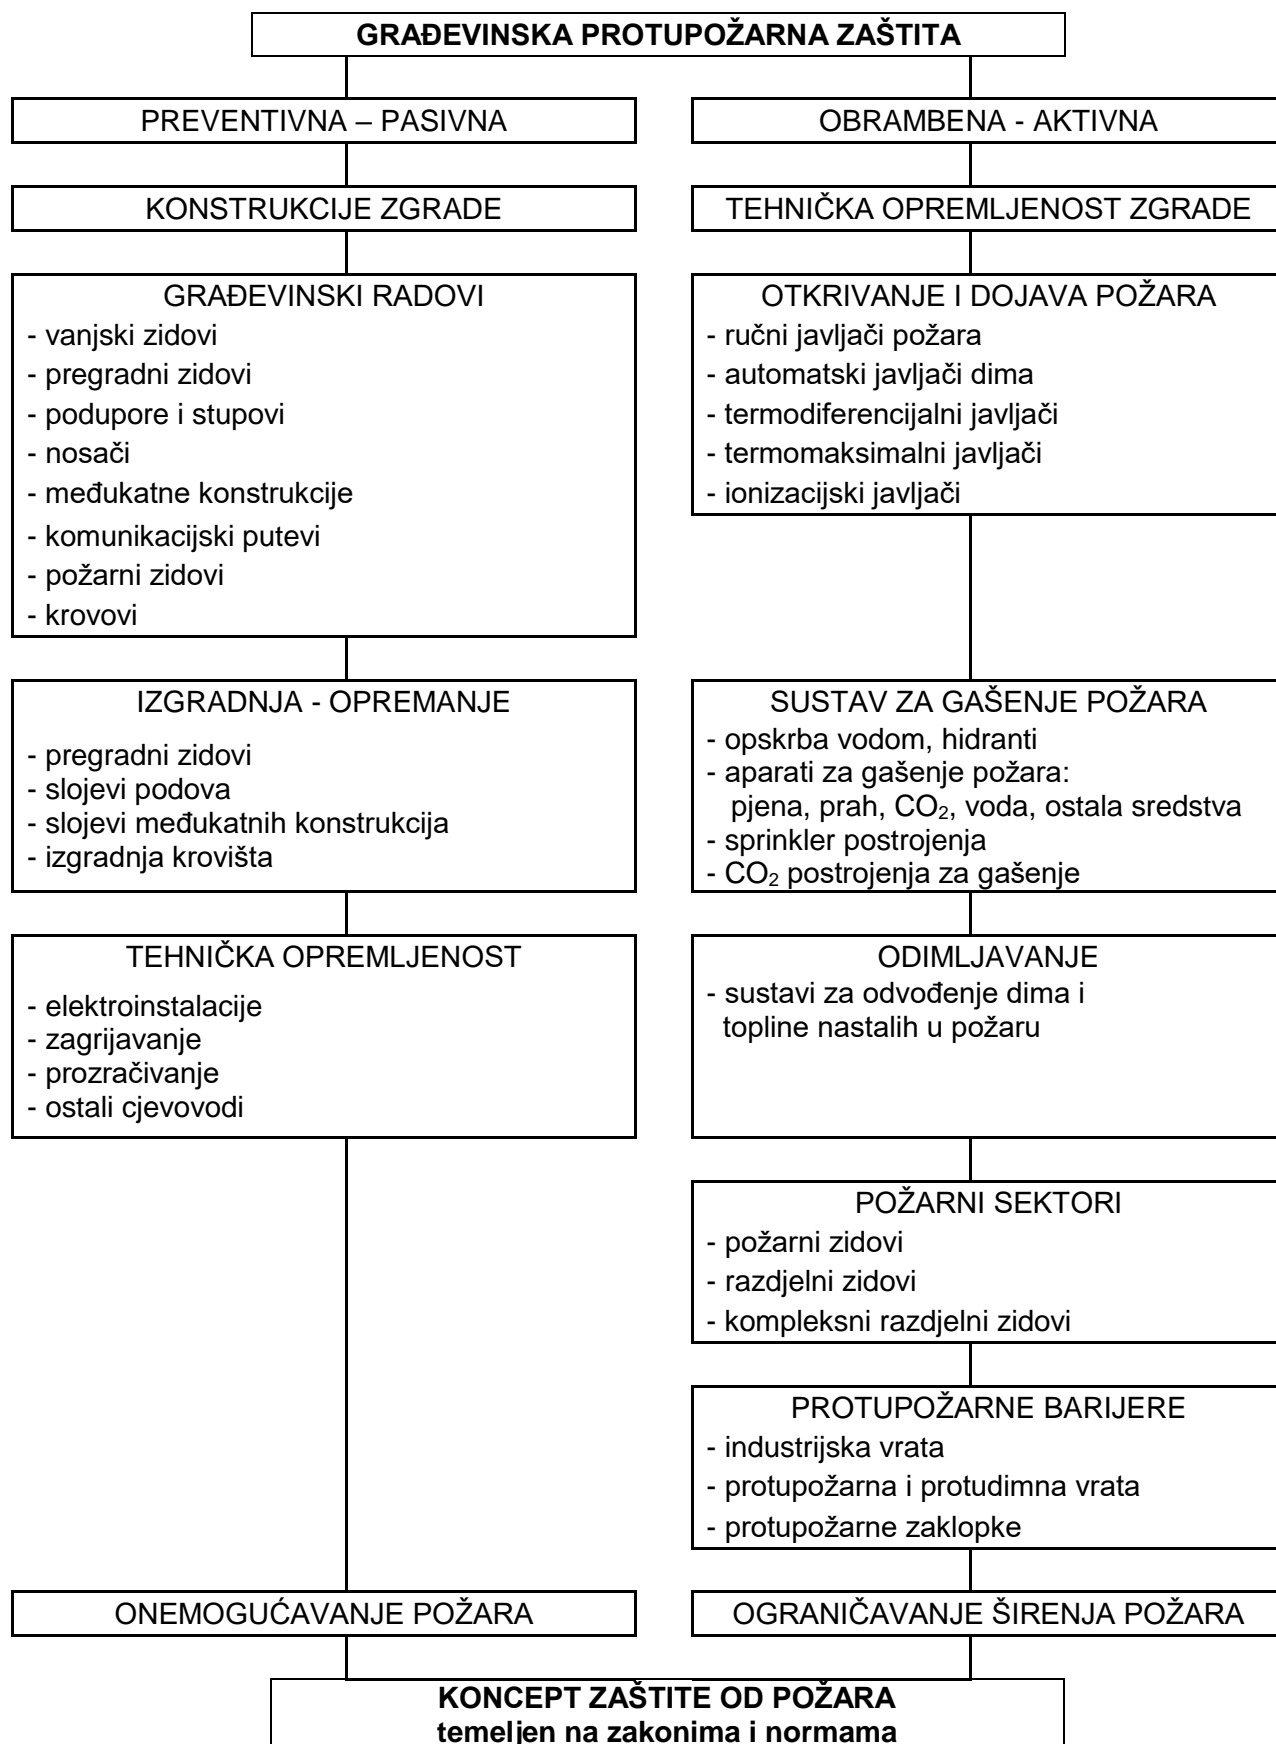 GRAĐEVINSKA PROTUPOŽARNA ZAŠTITA
PREVENTIVNA – PASIVNA
KONSTRUKCIJE ZGRADE
GRAĐEVINSKI RADOVI
- vanjski zidovi
- pregradni zidovi
- podupore i stupovi
- nosači
- međukatne konstrukcije
- komunikacijski putevi
- požarni zidovi
- krovovi
IZGRADNJA - OPREMANJE
- pregradni zidovi
- slojevi podova
- slojevi međukatnih konstrukcija
- izgradnja krovišta
TEHNIČKA OPREMLJENOST
- elektroinstalacije
- zagrijavanje
- prozračivanje
- ostali cjevovodi
ONEMOGUĆAVANJE POŽARA
OBRAMBENA - AKTIVNA
TEHNIČKA OPREMLJENOST ZGRADE
OTKRIVANJE I DOJAVA POŽARA
- ručni javljači požara
- automatski javljači dima
- termodiferencijalni javljači
- termomaksimalni javljači
- ionizacijski javljači
SUSTAV ZA GAŠENJE POŽARA
- opskrba vodom, hidranti
- aparati za gašenje požara:
pjena, prah, CO₂, voda, ostala sredstva
- sprinkler postrojenja
- CO₂ postrojenja za gašenje
ODIMLJAVANJE
- sustavi za odvođenje dima i
topline nastalih u požaru
POŽARNI SEKTORI
- požarni zidovi
- razdjelni zidovi
- kompleksni razdjelni zidovi
PROTUPOŽARNE BARIJERE
- industrijska vrata
- protupožarna i protudimna vrata
- protupožarne zaklopke
OGRANIČAVANJE ŠIRENJA POŽARA
KONCEPT ZAŠTITE OD POŽARA
temeljen na zakonima i normama